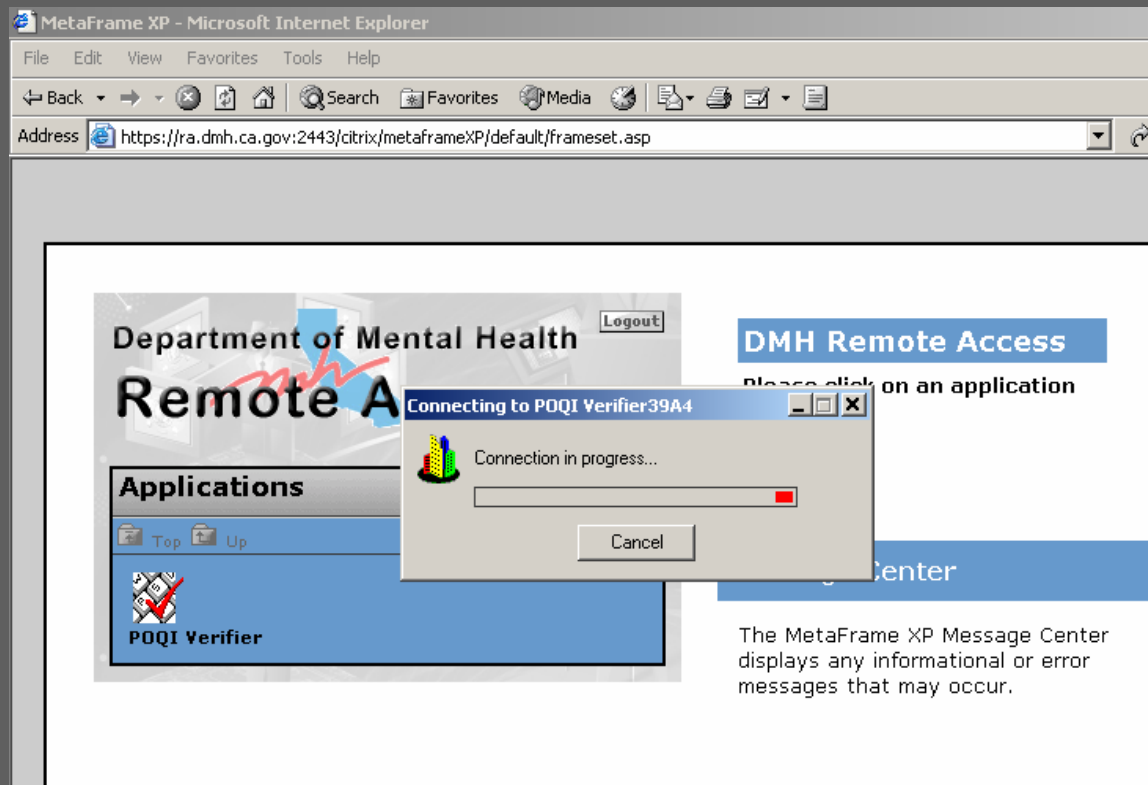 MetaFrame XP - Microsoft Internet Explorer
File Edit View Favorites Tools Help
Back Search Favorites Media
Address https://ra.dmh.ca.gov:2443/citrix/metaframeXP/default/frameset.asp
Department of Mental Health
Logout
Remote A
DMH Remote Access
Please click on an application
Connecting to POQI Verifier39A4
Connection in progress...
Cancel
Applications
Top Up
POQI Verifier
Center
The MetaFrame XP Message Center
displays any informational or error
messages that may occur.